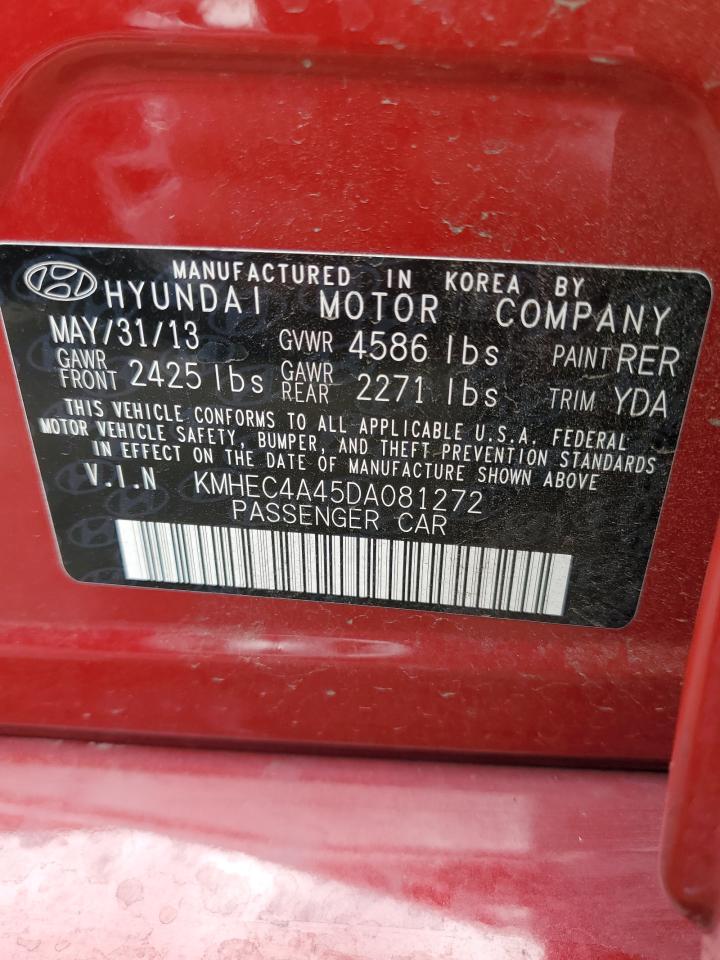 MANUFACTURED IN KOREA BY
HYUNDAI MOTOR COMPANY
MAY/31/13 GVWR 4586 lbs PAINT RER
GAWR FRONT 2425 lbs GAWR REAR 2271 lbs TRIM YDA
THIS VEHICLE CONFORMS TO ALL APPLICABLE U.S.A. FEDERAL
MOTOR VEHICLE SAFETY, BUMPER, AND THEFT PREVENTION STANDARDS
IN EFFECT ON THE DATE OF MANUFACTURE SHOWN ABOVE
V.I.N KMHEC4A45DA081272
PASSENGER CAR